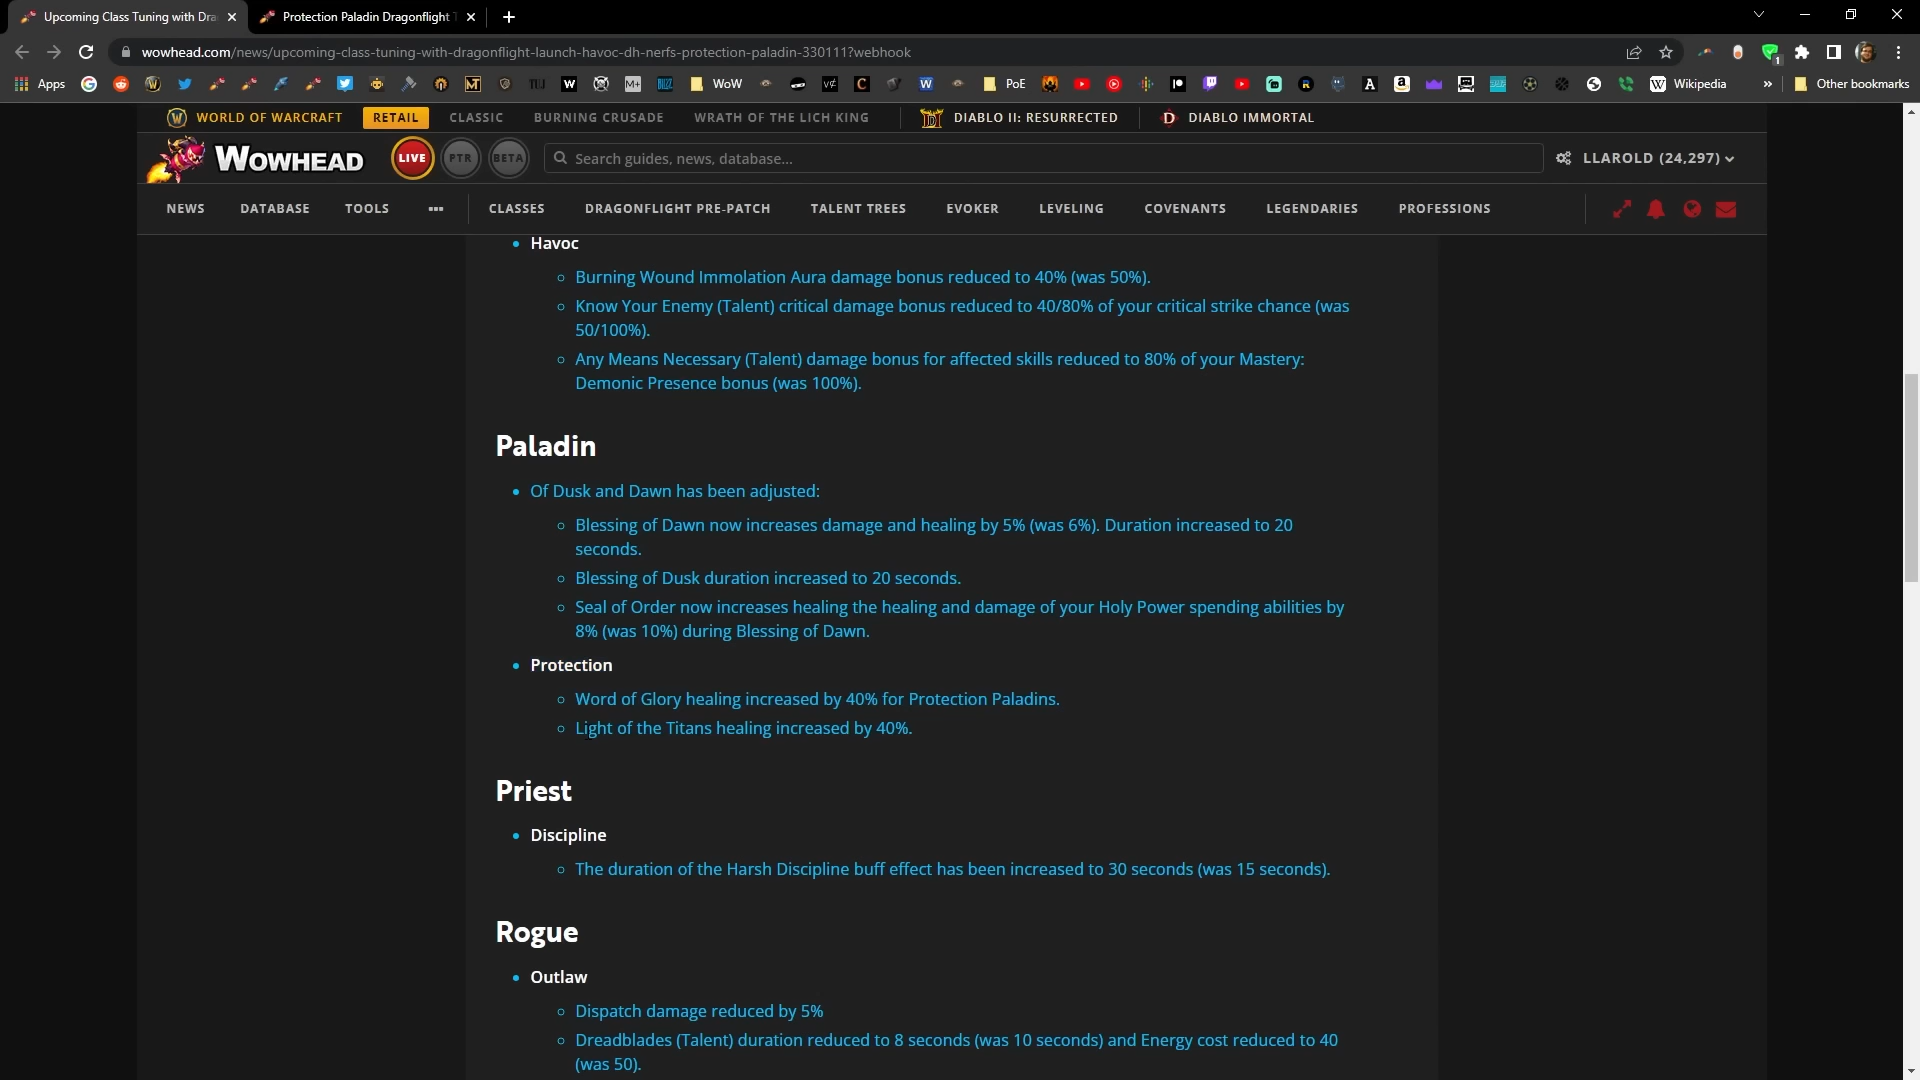 Upcoming Class Tuning with Dra
Protection Paladin Dragonflight T
wowhead.com/news/upcoming-class-tuning-with-dragonflight-launch-havoc-dh-nerfs-protection-paladin-330111?webhook
Apps
WoW
PoE
Wikipedia
»
Other bookmarks
WORLD OF WARCRAFT
RETAIL
CLASSIC
BURNING CRUSADE
WRATH OF THE LICH KING
DIABLO II: RESURRECTED
DIABLO IMMORTAL
WOWHEAD
LIVE
PTR
BETA
Search guides, news, database...
LLAROLD (24,297)
NEWS
DATABASE
TOOLS
CLASSES
DRAGONFLIGHT PRE-PATCH
TALENT TREES
EVOKER
LEVELING
COVENANTS
LEGENDARIES
PROFESSIONS
Havoc
Burning Wound Immolation Aura damage bonus reduced to 40% (was 50%).
Know Your Enemy (Talent) critical damage bonus reduced to 40/80% of your critical strike chance (was
50/100%).
Any Means Necessary (Talent) damage bonus for affected skills reduced to 80% of your Mastery:
Demonic Presence bonus (was 100%).
Paladin
Of Dusk and Dawn has been adjusted:
Blessing of Dawn now increases damage and healing by 5% (was 6%). Duration increased to 20
seconds.
Blessing of Dusk duration increased to 20 seconds.
Seal of Order now increases healing the healing and damage of your Holy Power spending abilities by
8% (was 10%) during Blessing of Dawn.
Protection
Word of Glory healing increased by 40% for Protection Paladins.
Light of the Titans healing increased by 40%.
Priest
Discipline
The duration of the Harsh Discipline buff effect has been increased to 30 seconds (was 15 seconds).
Rogue
Outlaw
Dispatch damage reduced by 5%
Dreadblades (Talent) duration reduced to 8 seconds (was 10 seconds) and Energy cost reduced to 40
(was 50).